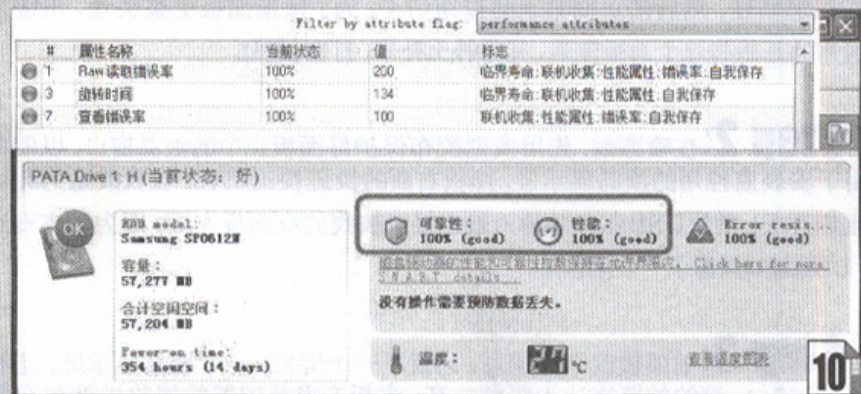 Filter by attribute flag: performance attributes
# 属性名称 当前状态 值 标志
1 Raw读取错误率 100% 200 临界寿命;联机收集;性能属性;错误率;自我保存
3 旋转时间 100% 134 临界寿命;联机收集;性能属性;自我保存
7 查看错误率 100% 100 联机收集;性能属性;错误率;自我保存
PATA Drive 1: H (当前状态: 好)
OK
HDD model:
Samsung SP0612N
容量:
57,277 MB
合计空闲空间:
57,204 MB
Power-on time:
354 hours (14 days)
可靠性:
100% (good)
性能:
100% (good)
Error resis...
100% (good)
Click here for more
S.M.A.R.T. details...
没有操作需要预防数据丢失。
温度:
℃
查看温度图表
10